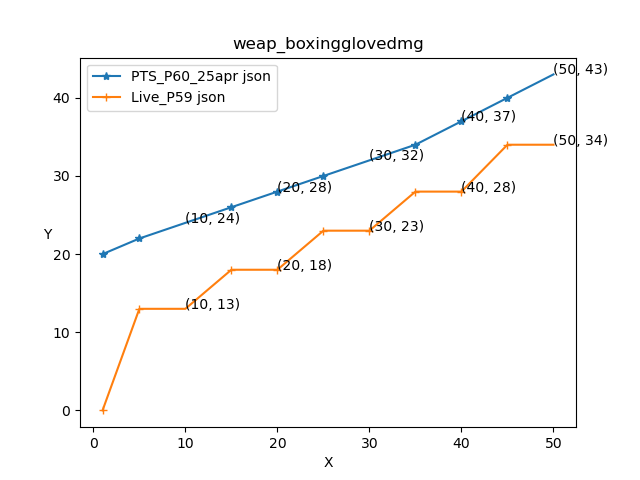 weap_boxingglovedmg
PTS_P60_25apr json
Live_P59 json
(50, 43)
(40, 37)
(50, 34)
(30, 32)
(20, 28)
(40, 28)
(10, 24)
(30, 23)
(20, 18)
(10, 13)
Y
40
30
20
10
0
0 10 20 30 40 50
X